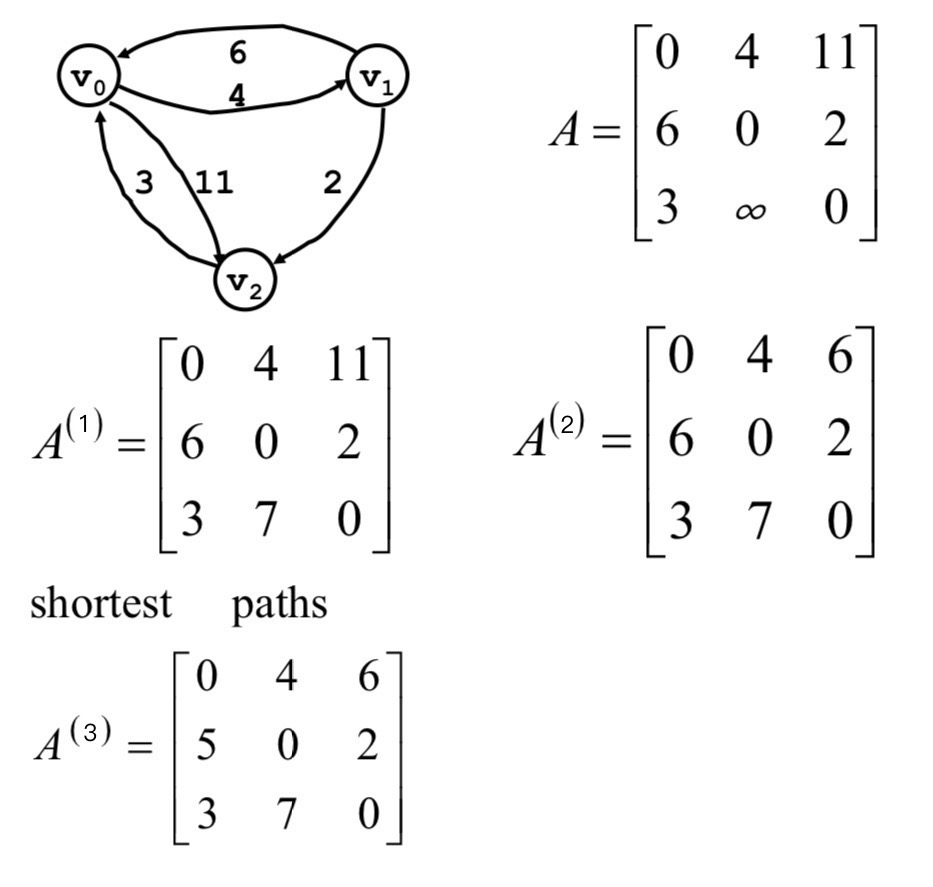 v₀ 6 v₁
4
3 11 2
v₂
A = [0 4 11
6 0 2
3 ∞ 0]
A⁽¹⁾ = [0 4 11
6 0 2
3 7 0]
A⁽²⁾ = [0 4 6
6 0 2
3 7 0]
shortest paths
A⁽³⁾ = [0 4 6
5 0 2
3 7 0]